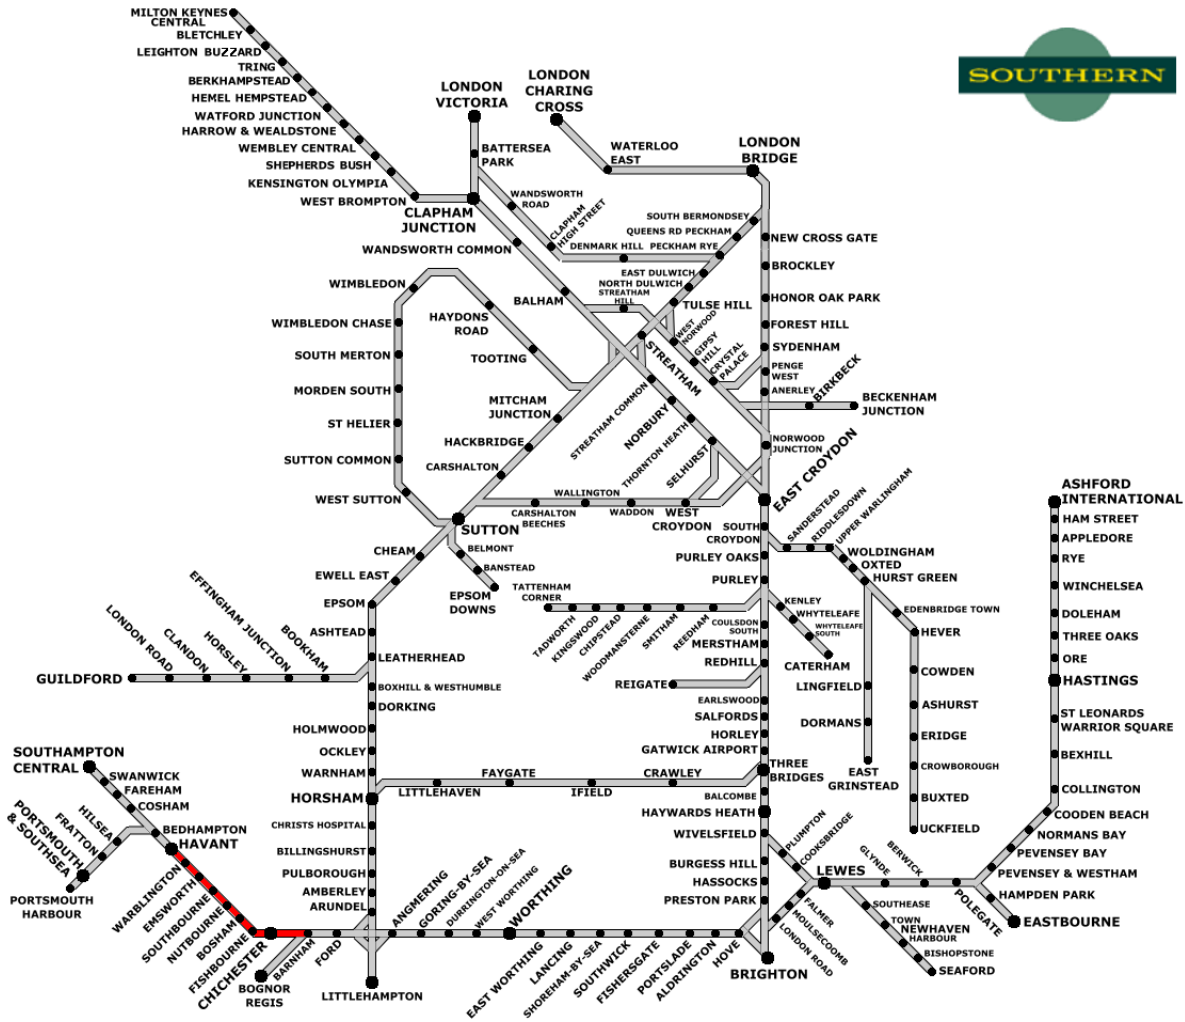 MILTON KEYNES
CENTRAL
BLETCHLEY
LEIGHTON BUZZARD
TRING
BERKHAMPSTEAD
HEMEL HEMPSTEAD
WATFORD JUNCTION
HARROW & WEALDSTONE
WEMBLEY CENTRAL
SHEPHERDS BUSH
KENSINGTON OLYMPIA
WEST BROMPTON
CLAPHAM
JUNCTION
LONDON
VICTORIA
BATTERSEA
PARK
WANDSWORTH
ROAD
CLAPHAM
HIGH STREET
DENMARK HILL
PECKHAM RYE
QUEENS RD PECKHAM
SOUTH BERMONDSEY
LONDON
CHARING
CROSS
WATERLOO
EAST
LONDON
BRIDGE
SOUTHERN
NEW CROSS GATE
BROCKLEY
HONOR OAK PARK
FOREST HILL
SYDENHAM
PENGE
WEST
ANERLEY
BIRKBECK
BECKENHAM
JUNCTION
NORWOOD
JUNCTION
EAST CROYDON
WANDSWORTH COMMON
BALHAM
EAST DULWICH
NORTH DULWICH
STREATHAM
HILL
TULSE HILL
WEST
NORWOOD
GIPSY
HILL
CRYSTAL
PALACE
STREATHAM
STREATHAM COMMON
NORBURY
THORNTON HEATH
SELHURST
WIMBLEDON
WIMBLEDON CHASE
SOUTH MERTON
MORDEN SOUTH
ST HELIER
SUTTON COMMON
WEST SUTTON
HAYDONS
ROAD
TOOTING
MITCHAM
JUNCTION
HACKBRIDGE
CARSHALTON
SUTTON
CARSHALTON
BEECHES
WALLINGTON
WADDON
WEST
CROYDON
BELMONT
BANSTEAD
EPSOM
DOWNS
CHEAM
EWELL EAST
EPSOM
ASHTEAD
LEATHERHEAD
BOXHILL & WESTHUMBLE
DORKING
HOLMWOOD
OCKLEY
WARNHAM
HORSHAM
GUILDFORD
LONDON ROAD
CLANDON
HORSLEY
EFFINGHAM JUNCTION
BOOKHAM
SOUTH
CROYDON
PURLEY OAKS
PURLEY
TATTENHAM
CORNER
TADWORTH
KINGSWOOD
CHIPSTEAD
WOODMANSTERNE
SMITHAM
REEDHAM
COULSDON
SOUTH
MERSTHAM
REDHILL
REIGATE
EARLSWOOD
SALFORDS
HORLEY
GATWICK AIRPORT
THREE
BRIDGES
KENLEY
WHYTELEAFE
WHYTELEAFE
SOUTH
CATERHAM
SANDERSTEAD
RIDDLESDOWN
UPPER WARLINGHAM
WOLDINGHAM
OXTED
HURST GREEN
EDENBRIDGE TOWN
HEVER
COWDEN
ASHURST
ERIDGE
CROWBOROUGH
BUXTED
UCKFIELD
LINGFIELD
DORMANS
EAST
GRINSTEAD
ASHFORD
INTERNATIONAL
HAM STREET
APPLEDORE
RYE
WINCHELSEA
DOLEHAM
THREE OAKS
ORE
HASTINGS
ST LEONARDS
WARRIOR SQUARE
BEXHILL
COLLINGTON
COODEN BEACH
NORMANS BAY
PEVENSEY BAY
PEVENSEY & WESTHAM
HAMPDEN PARK
EASTBOURNE
POLEGATE
BERWICK
GLYNDE
LEWES
SOUTHEASE
TOWN
NEWHAVEN
HARBOUR
BISHOPSTONE
SEAFORD
LITTLEHAVEN
FAYGATE
IFIELD
CRAWLEY
BALCOMBE
HAYWARDS HEATH
WIVELSFIELD
PLUMPTON
COOKSBRIDGE
BURGESS HILL
HASSOCKS
PRESTON PARK
FALMER
MOULSECOOMB
LONDON ROAD
BRIGHTON
CHRISTS HOSPITAL
BILLINGSHURST
PULBOROUGH
AMBERLEY
ARUNDEL
LITTLEHAMPTON
SOUTHAMPTON
CENTRAL
SWANWICK
FAREHAM
COSHAM
BEDHAMPTON
HAVANT
HILSEA
FRATTON
PORTSMOUTH
& SOUTHSEA
PORTSMOUTH
HARBOUR
WARBLINGTON
EMSWORTH
SOUTHBOURNE
NUTBOURNE
BOSHAM
FISHBOURNE
CHICHESTER
BOGNOR
REGIS
BARNHAM
FORD
ANGMERING
GORING-BY-SEA
DURRINGTON-ON-SEA
WEST WORTHING
WORTHING
EAST WORTHING
LANCING
SHOREHAM-BY-SEA
SOUTHWICK
FISHERSGATE
PORTSLADE
ALDRINGTON
HOVE